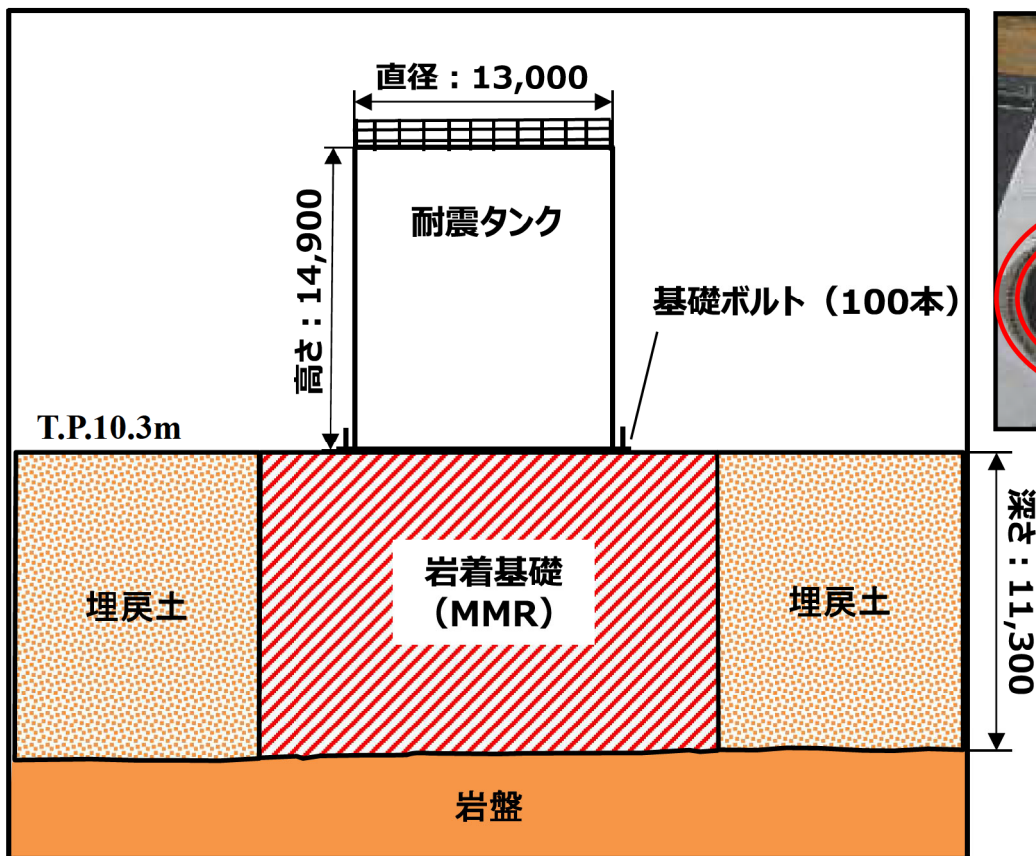 直径：13,000
高さ：14,900
耐震タンク
基礎ボルト（100本）
T.P.10.3m
埋戻土
岩着基礎
（MMR）
埋戻土
深さ：11,300
岩盤